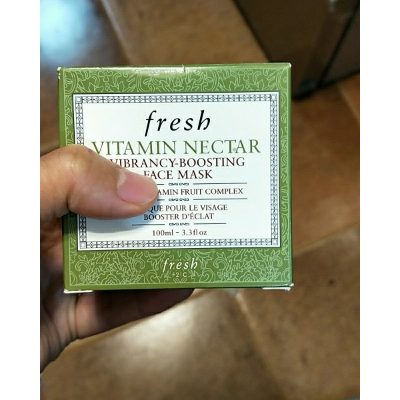 fresh
VITAMIN NECTAR
VIBRANCY-BOOSTING
FACE MASK
AMIN FRUIT COMPLEX
QUE POUR LE VISAGE
BOOSTER D'ÉCLAT
100ml - 3.3fl oz
fresh